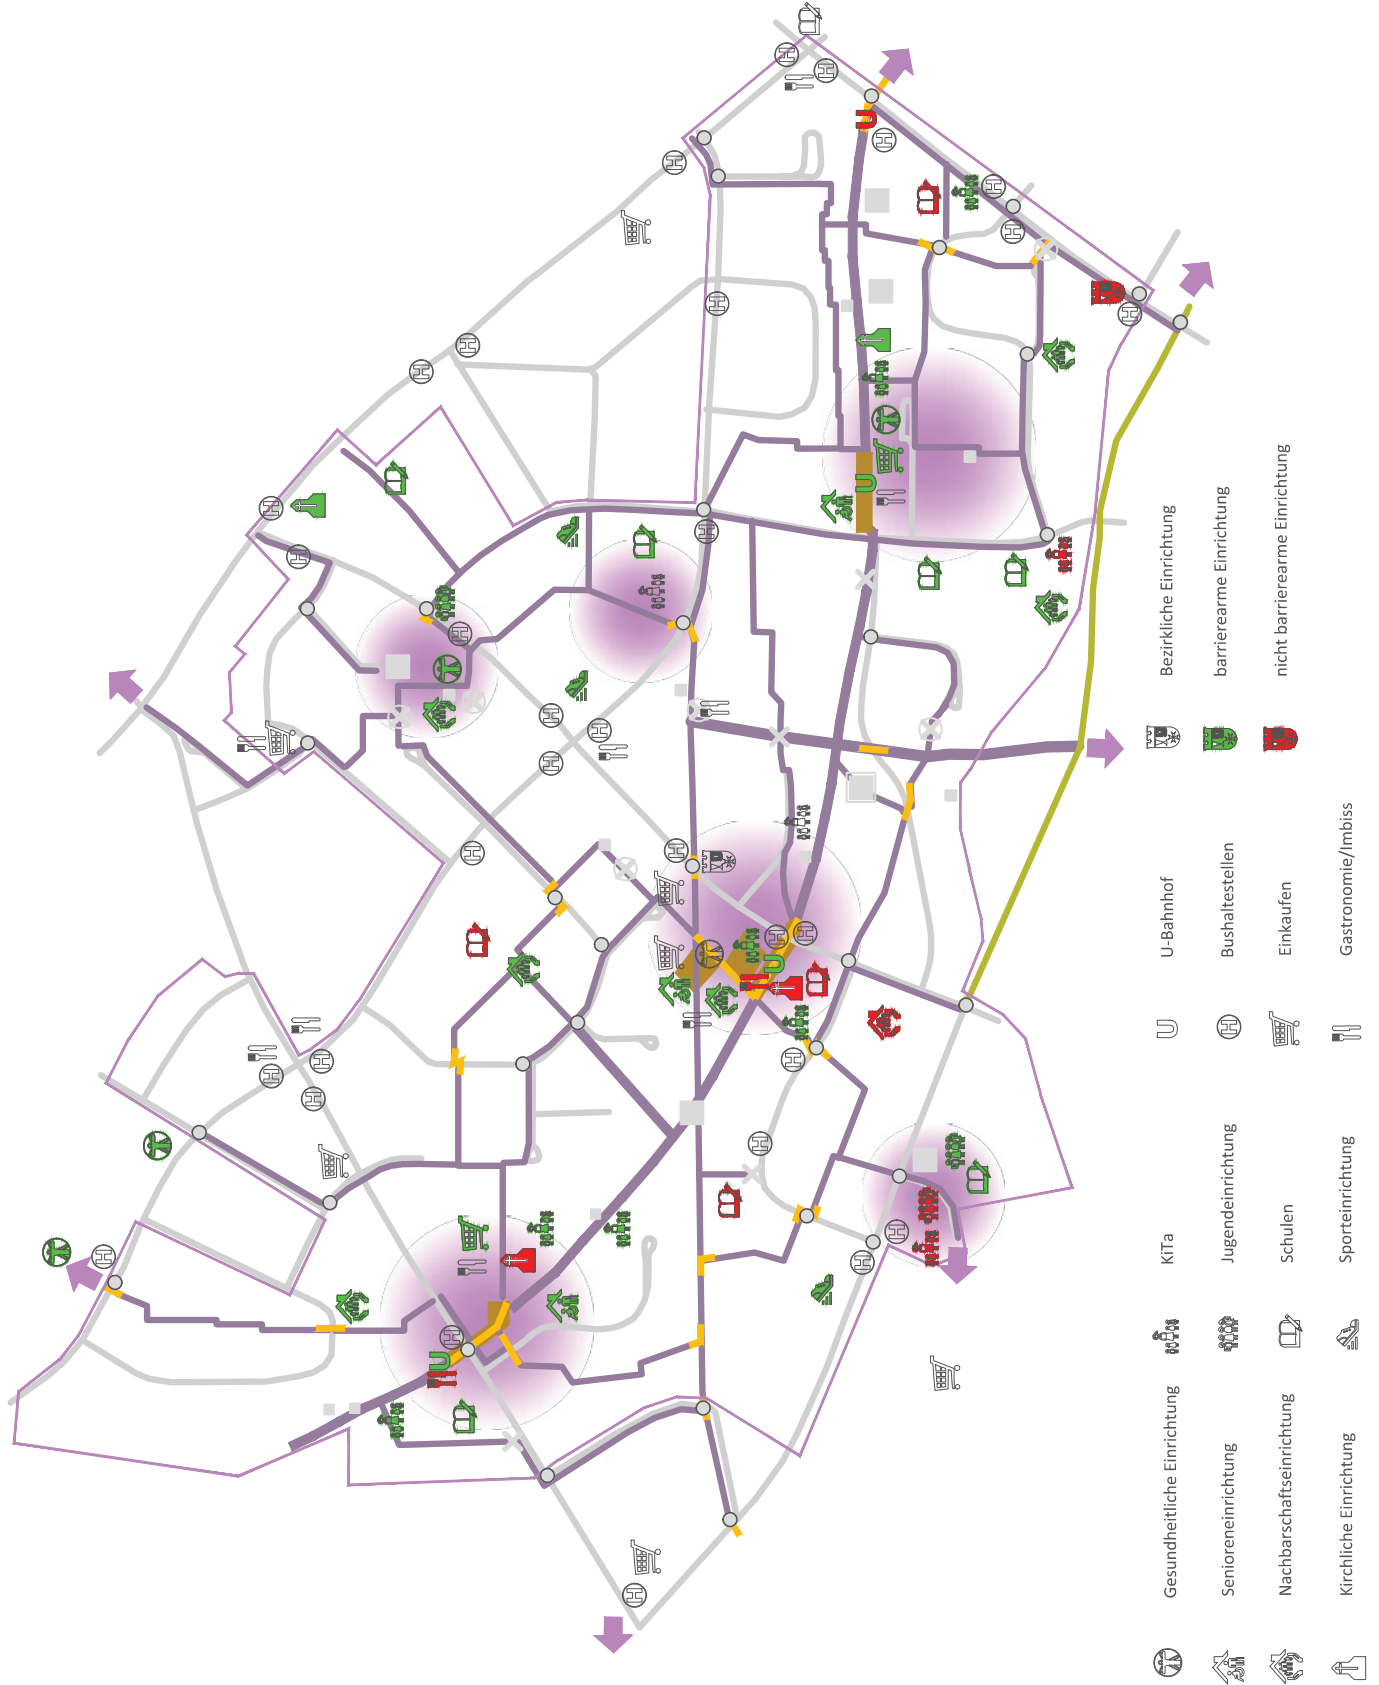 Gesundheitliche Einrichtung
Senioreneinrichtung
Nachbarschaftseinrichtung
Kirchliche Einrichtung
KiTa
Jugendeinrichtung
Schulen
Sporteinrichtung
U U-Bahnhof
H Bushaltestellen
Einkaufen
Gastronomie/Imbiss
Bezirkliche Einrichtung
barrierearme Einrichtung
nicht barrierearme Einrichtung